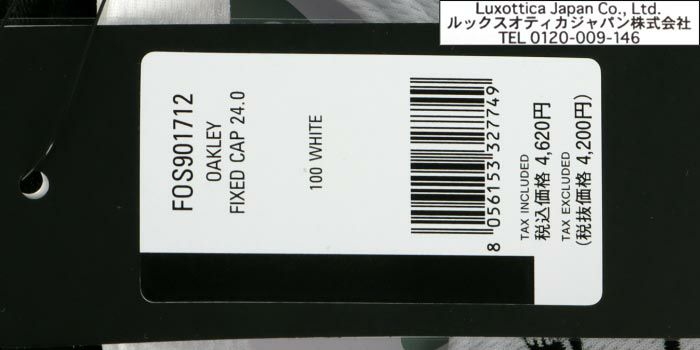 Luxottica Japan Co., Ltd.
ルックスオティカジャパン株式会社
TEL 0120-009-146
FOS901712
OAKLEY
FIXED CAP 24.0
100 WHITE
8 056153 327749
TAX INCLUDED
税込価格 4,620円
TAX EXCLUDED
(税抜価格 4,200円)